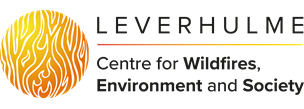 LEVERHULME
Centre for Wildfires,
Environment and Society